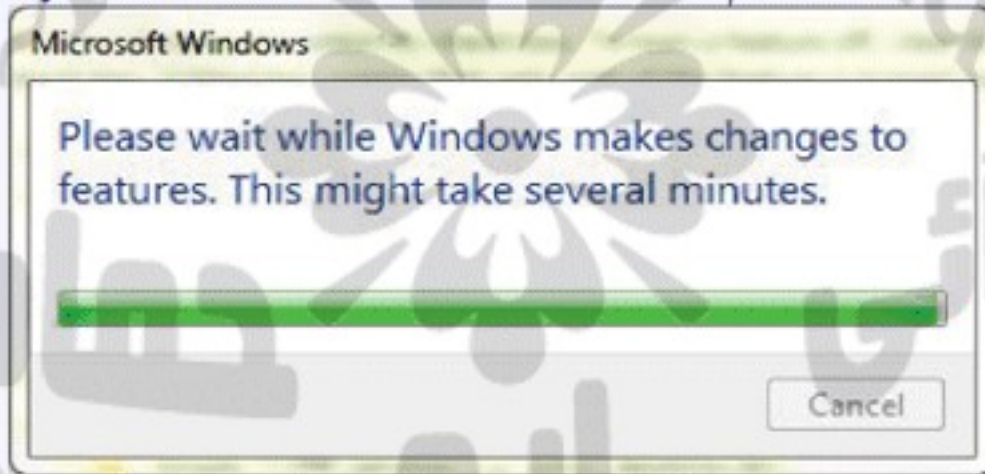 Microsoft Windows
Please wait while Windows makes changes to
features. This might take several minutes.
Cancel